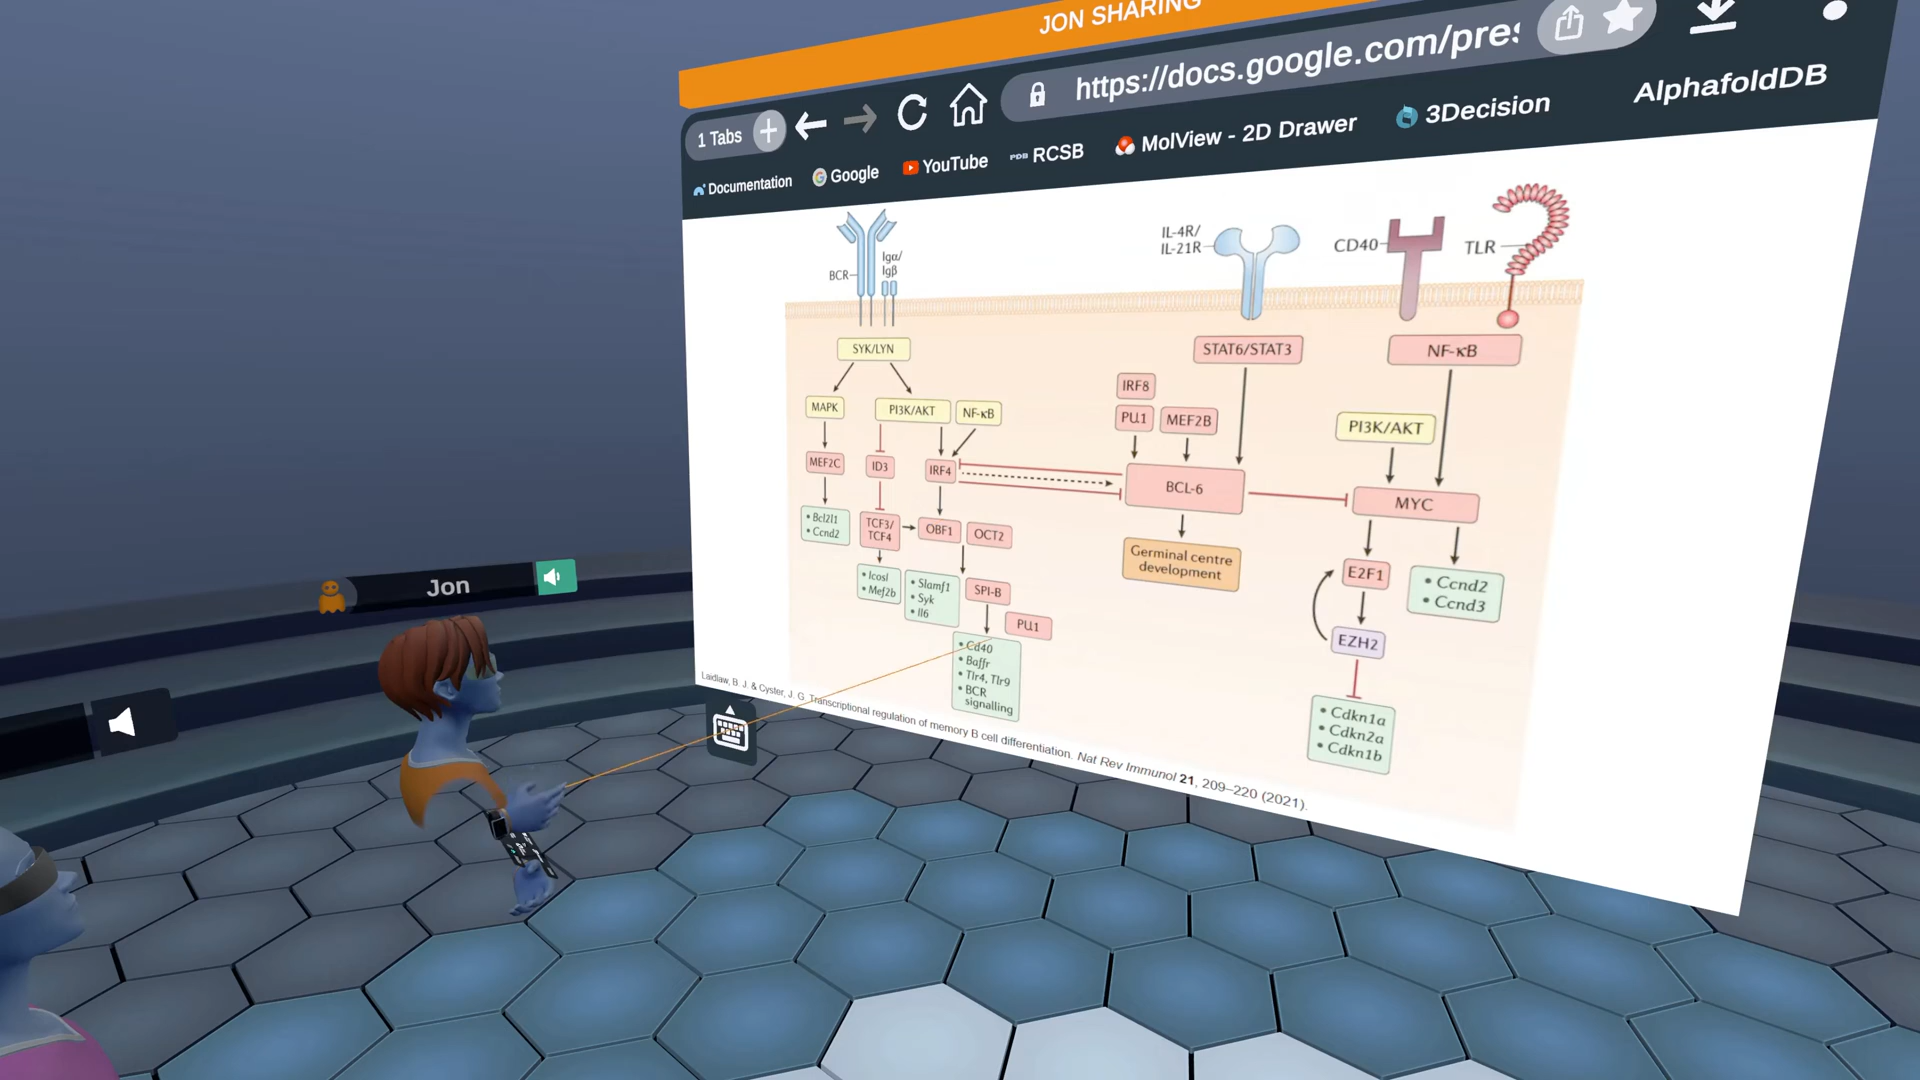 JON SHARING
1 Tabs
https://docs.google.com/pres
Documentation
Google
YouTube
PDB RCSB
MolView - 2D Drawer
3Decision
AlphafoldDB
BCR
Igα/
Igβ
IL-4R/
IL-21R
CD40
TLR
SYK/LYN
STAT6/STAT3
NF-κB
MAPK
PI3K/AKT
NF-κB
IRF8
PU.1
MEF2B
PI3K/AKT
MEF2C
ID3
IRF4
BCL-6
MYC
• Bcl2l1
• Ccnd2
TCF3/
TCF4
OBF1
OCT2
Germinal centre
development
E2F1
• Ccnd2
• Ccnd3
• Icosl
• Mef2b
• Slamf1
• Syk
• Il6
SPI-B
PU1
EZH2
• Cd40
• Baffr
• Tlr4, Tlr9
• BCR
signalling
• Cdkn1a
• Cdkn2a
• Cdkn1b
Laidlaw, B. J. & Cyster, J. G. Transcriptional regulation of memory B cell differentiation. Nat Rev Immunol 21, 209–220 (2021).
Jon